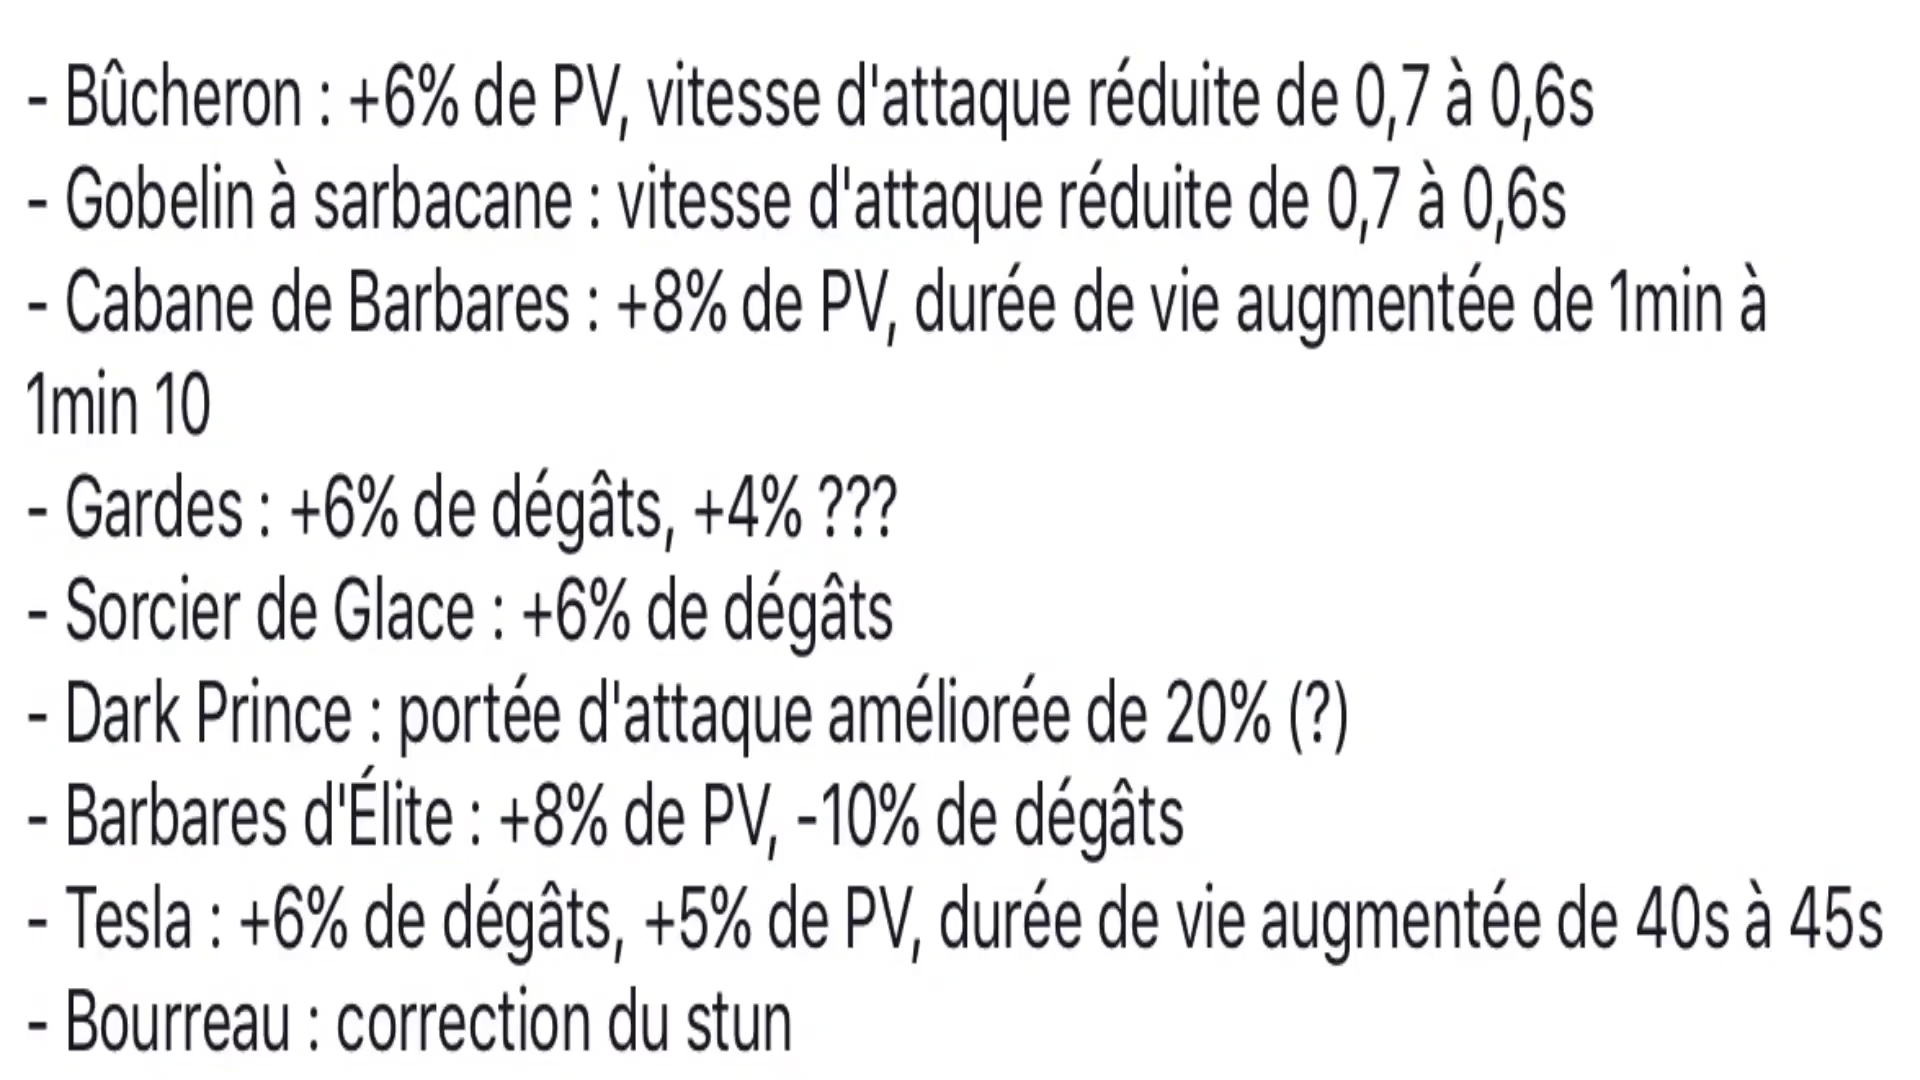 - Bûcheron : +6% de PV, vitesse d'attaque réduite de 0,7 à 0,6s
- Gobelin à sarbacane : vitesse d'attaque réduite de 0,7 à 0,6s
- Cabane de Barbares : +8% de PV, durée de vie augmentée de 1min à
1min 10
- Gardes : +6% de dégâts, +4% ???
- Sorcier de Glace : +6% de dégâts
- Dark Prince : portée d'attaque améliorée de 20% (?)
- Barbares d'Élite : +8% de PV, -10% de dégâts
- Tesla : +6% de dégâts, +5% de PV, durée de vie augmentée de 40s à 45s
- Bourreau : correction du stun